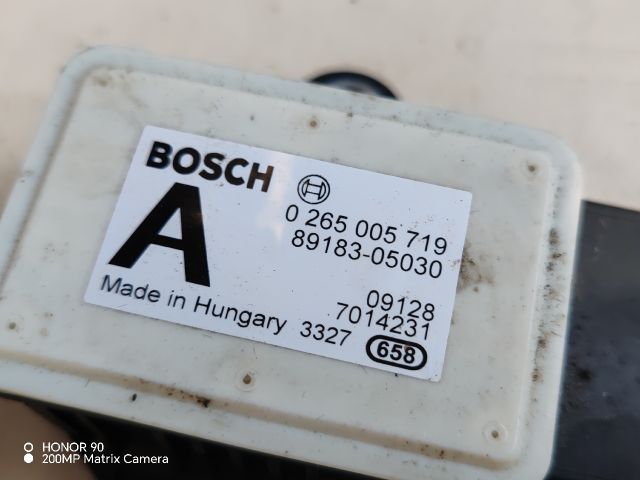 BOSCH
A
0 265 005 719
89183-05030
09128
7014231
Made in Hungary 3327
658
HONOR 90
200MP Matrix Camera